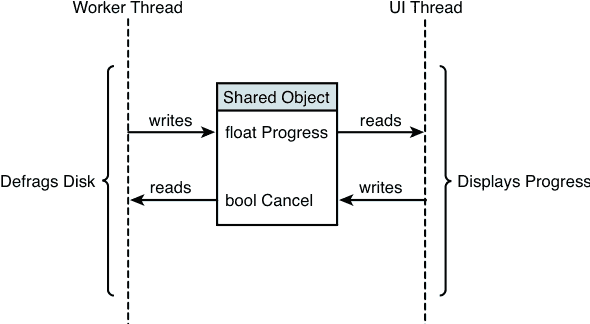 Worker Thread
UI Thread
Shared Object
writes
float Progress
reads
Defrags Disk
Displays Progress
reads
bool Cancel
writes